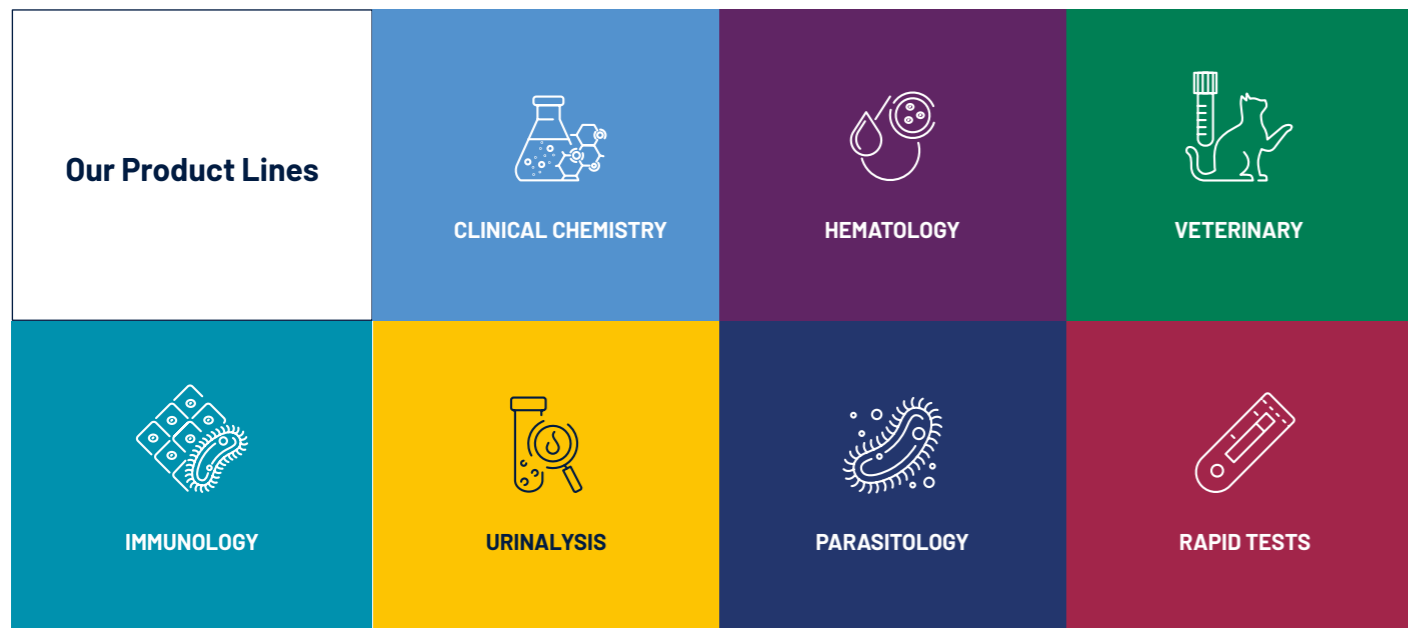 Our Product Lines
CLINICAL CHEMISTRY
HEMATOLOGY
VETERINARY
IMMUNOLOGY
URINALYSIS
PARASITOLOGY
RAPID TESTS